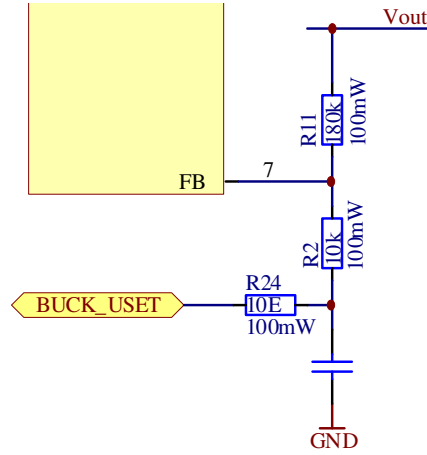 Vout
R11
180k
100mW
FB
7
R2
10k
100mW
R24
BUCK_USET
10E
100mW
GND